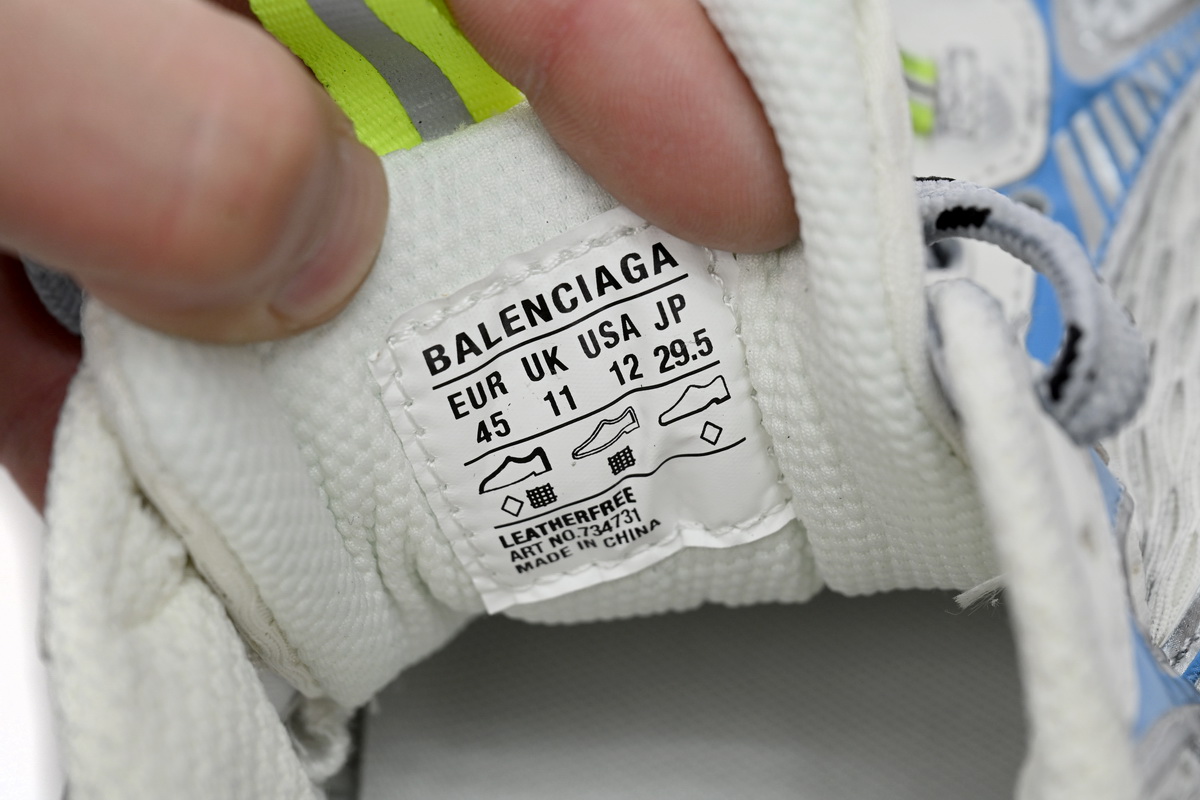 BALENCIAGA
EUR UK USA JP
45 11 12 29.5
LEATHERFREE
ART NO.734731
MADE IN CHINA